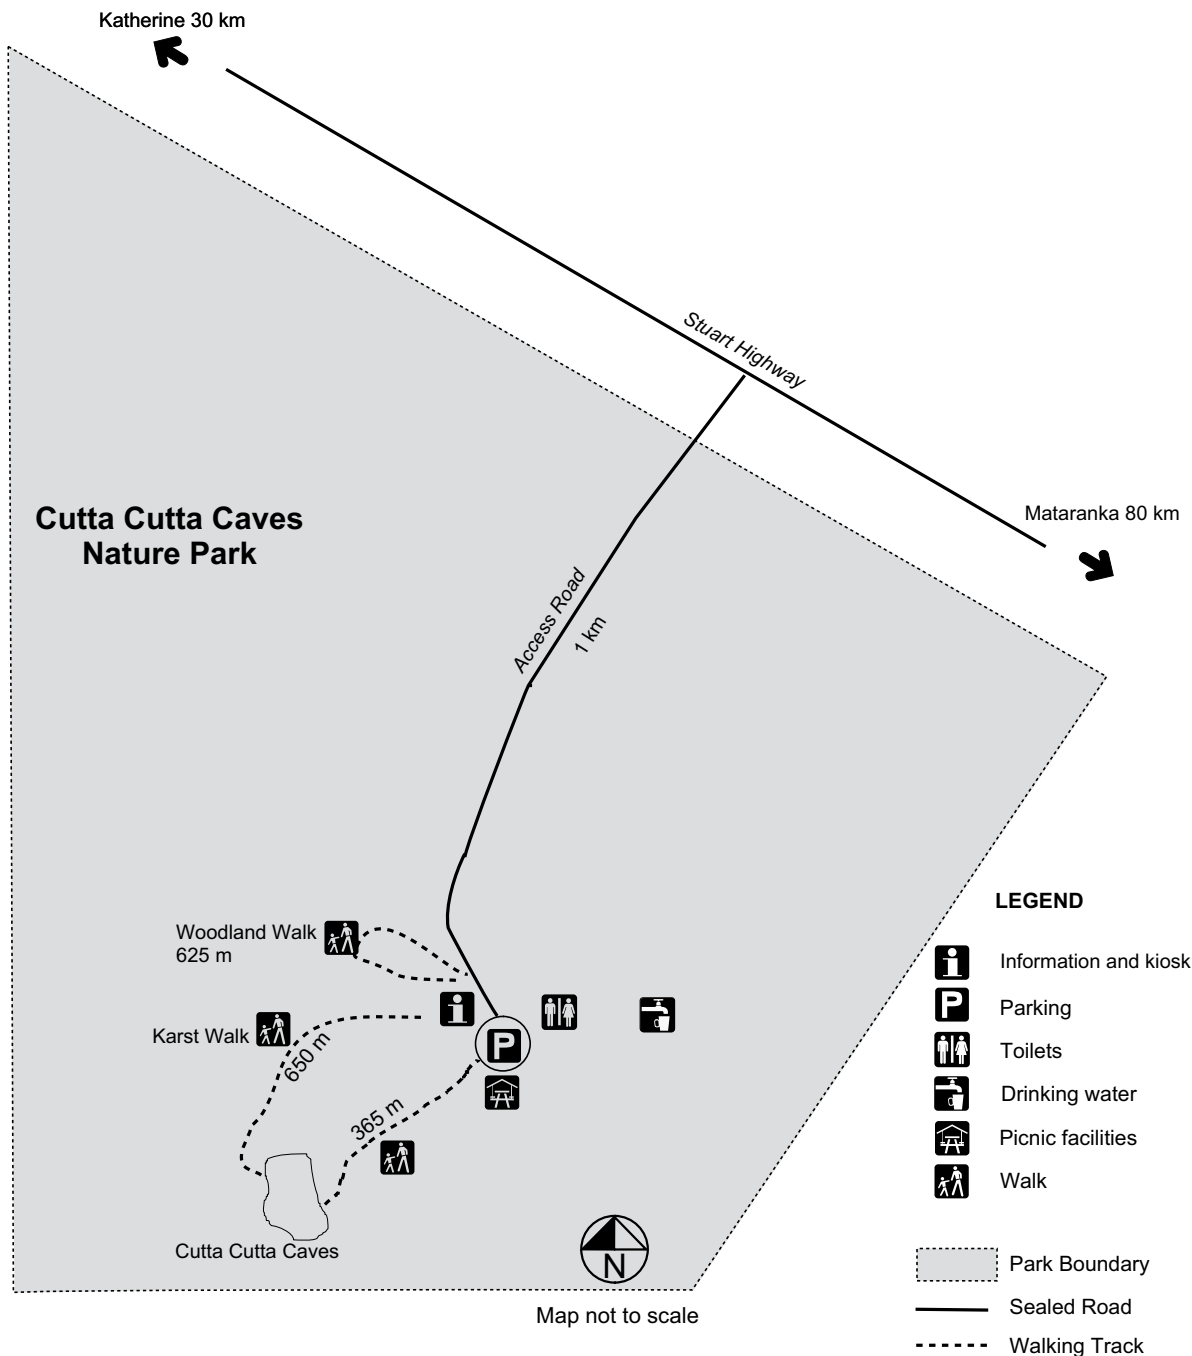 Katherine 30 km
Stuart Highway
Mataranka 80 km
Cutta Cutta Caves
Nature Park
Access Road
1 km
Woodland Walk
625 m
Karst Walk
650 m
365 m
Cutta Cutta Caves
P
N
Map not to scale
LEGEND
i Information and kiosk
P Parking
Toilets
Drinking water
Picnic facilities
Walk
Park Boundary
Sealed Road
Walking Track